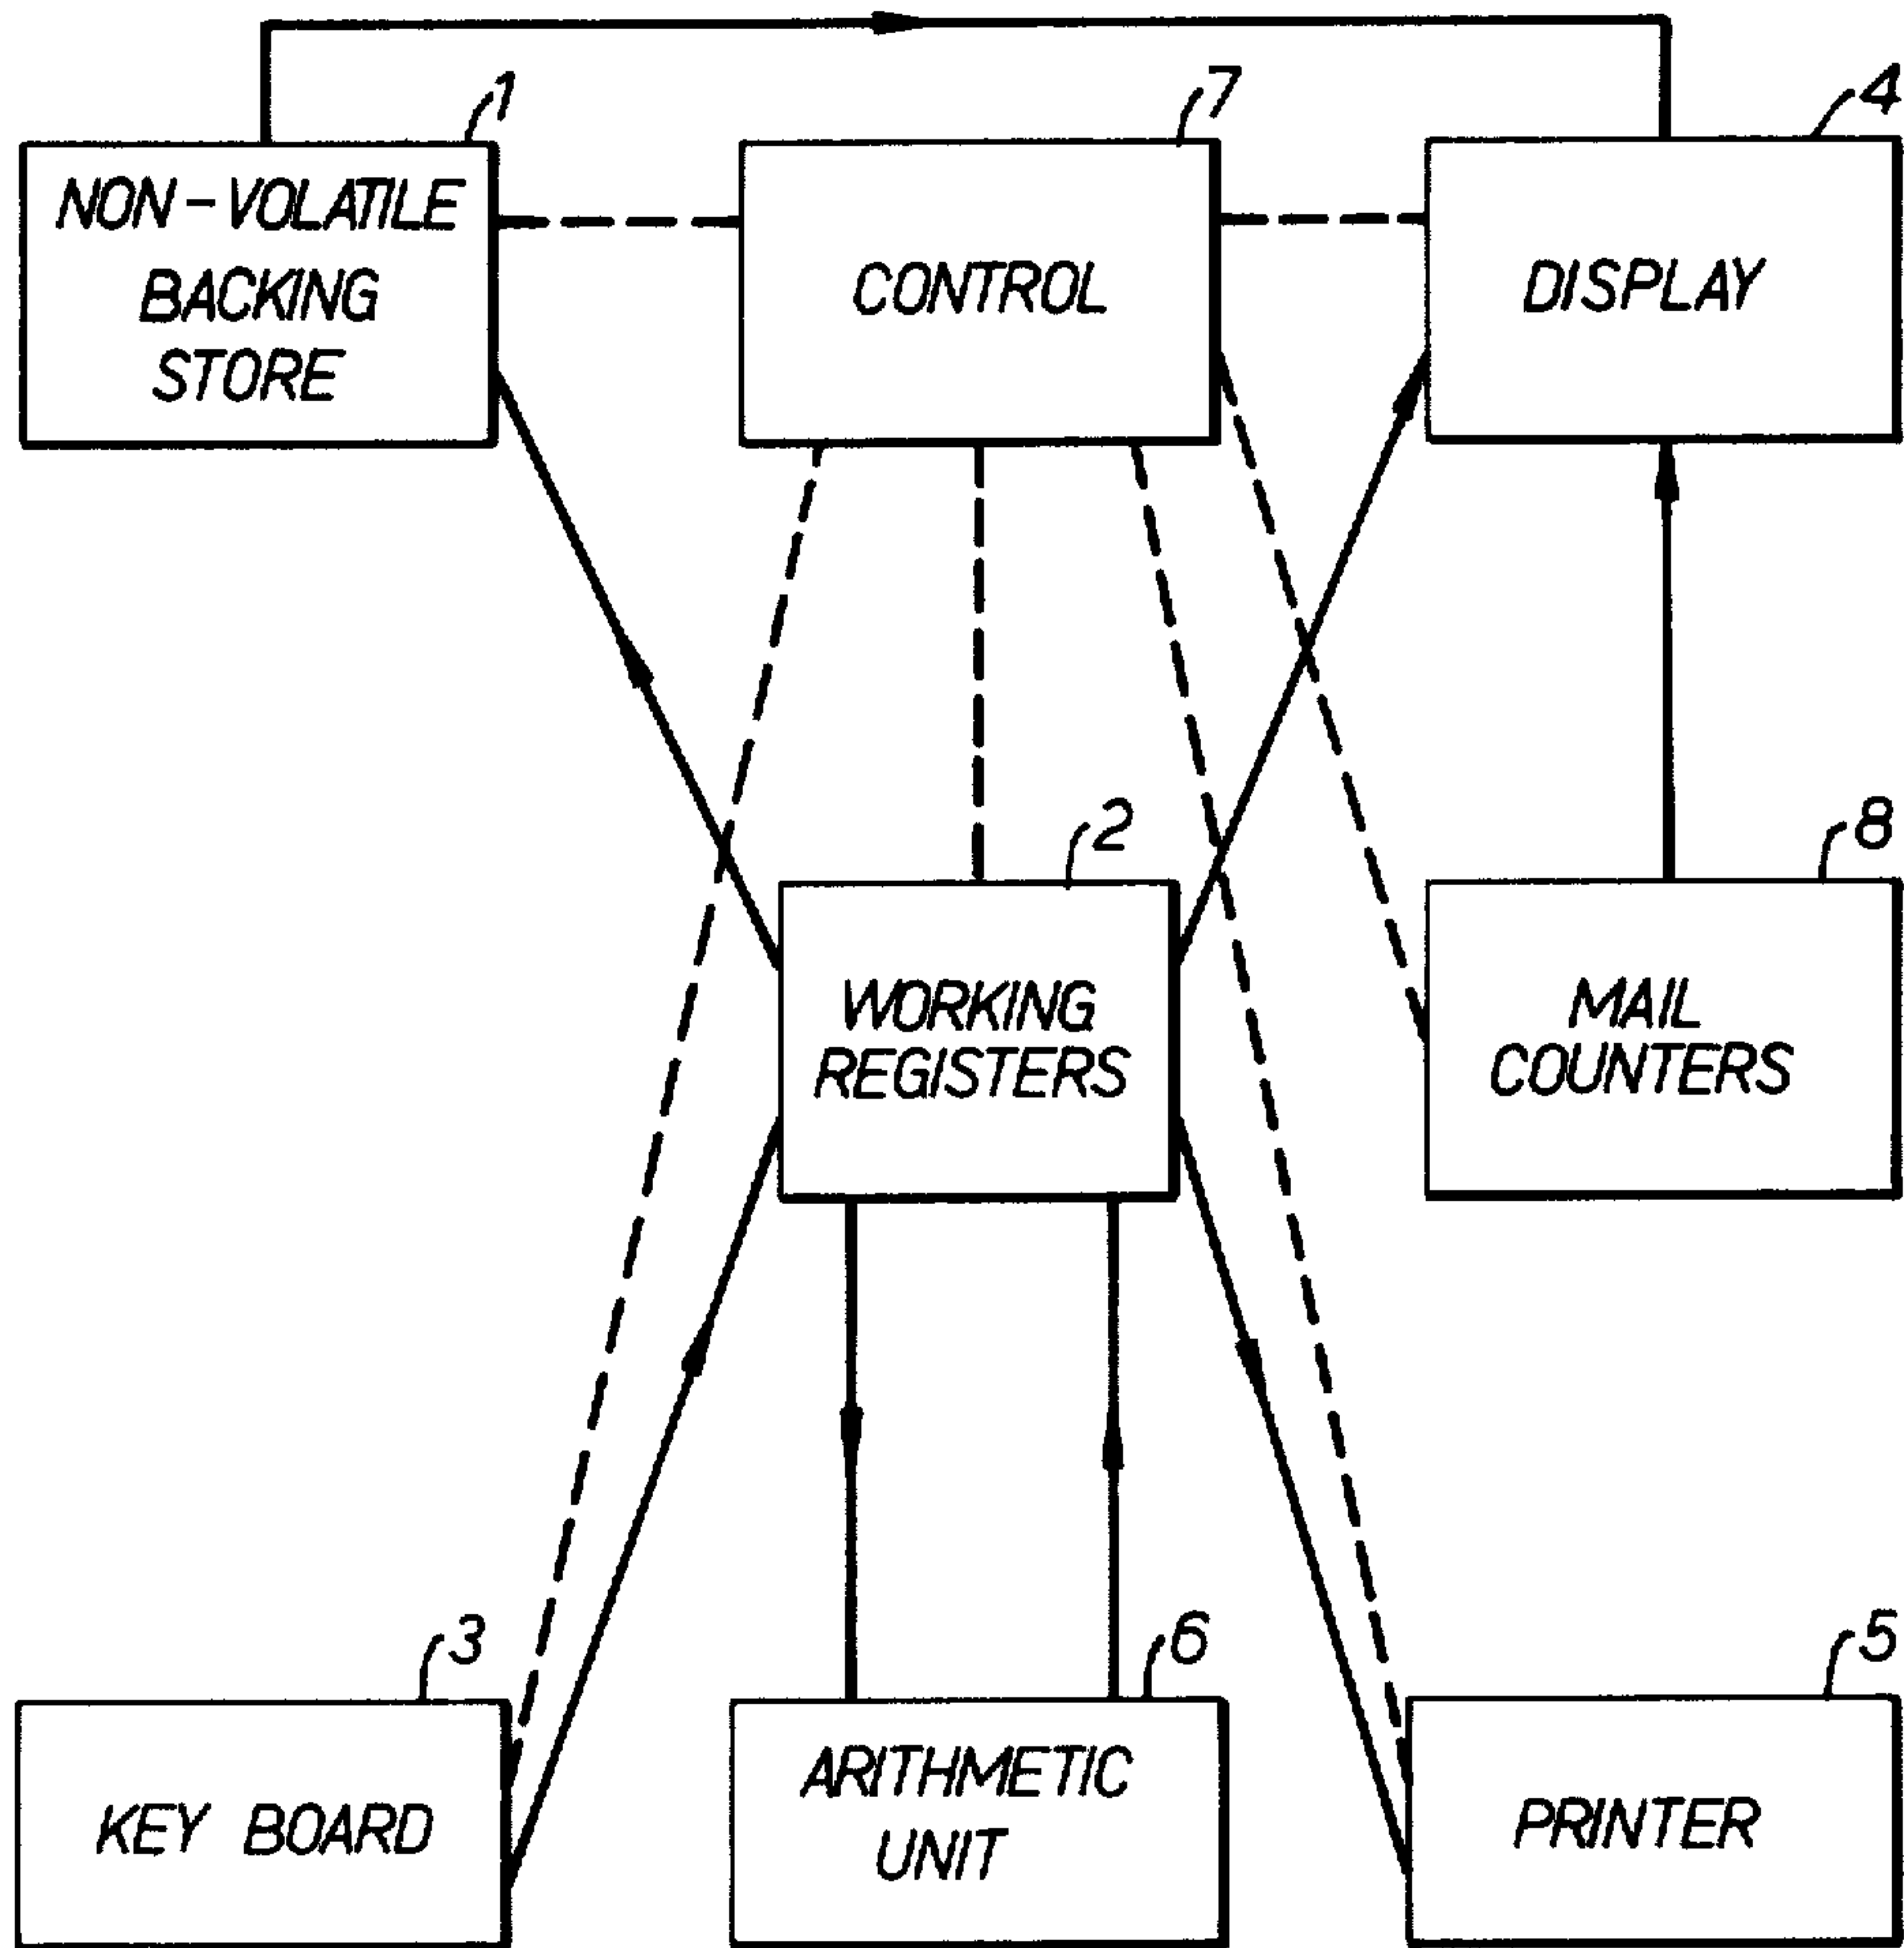 1
NON-VOLATILE
BACKING
STORE
7
CONTROL
4
DISPLAY
2
WORKING
REGISTERS
8
MAIL
COUNTERS
3
KEY BOARD
6
ARITHMETIC
UNIT
5
PRINTER